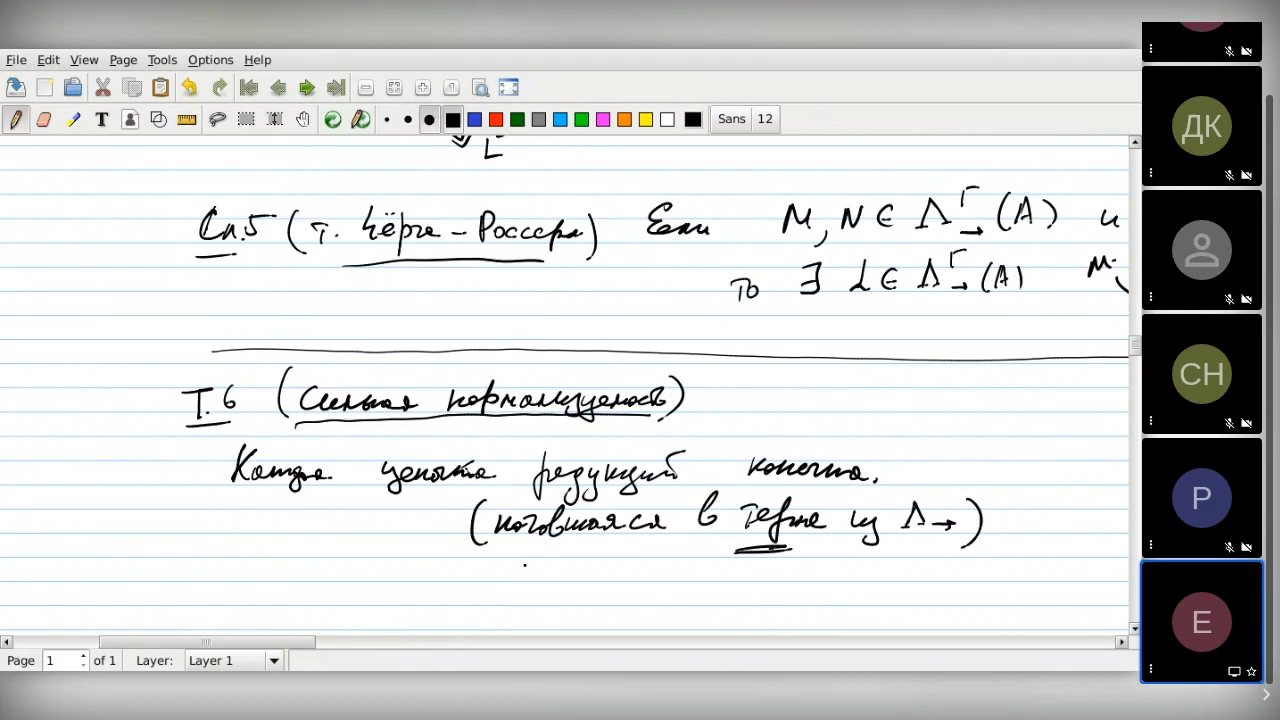 File Edit View Page Tools Options Help
Sans 12
L
Сл.5 (т. Чёрча – Россера) Если M, N ∈ Λ→^Γ (A) и
то ∃ L ∈ Λ→^Γ (A) M
Т.6 (Сильная нормализуемость)
Каждая цепочка редукций конечна.
(начавшаяся в терме из Λ→)
ДК
СН
Р
Е
Page 1 of 1 Layer: Layer 1